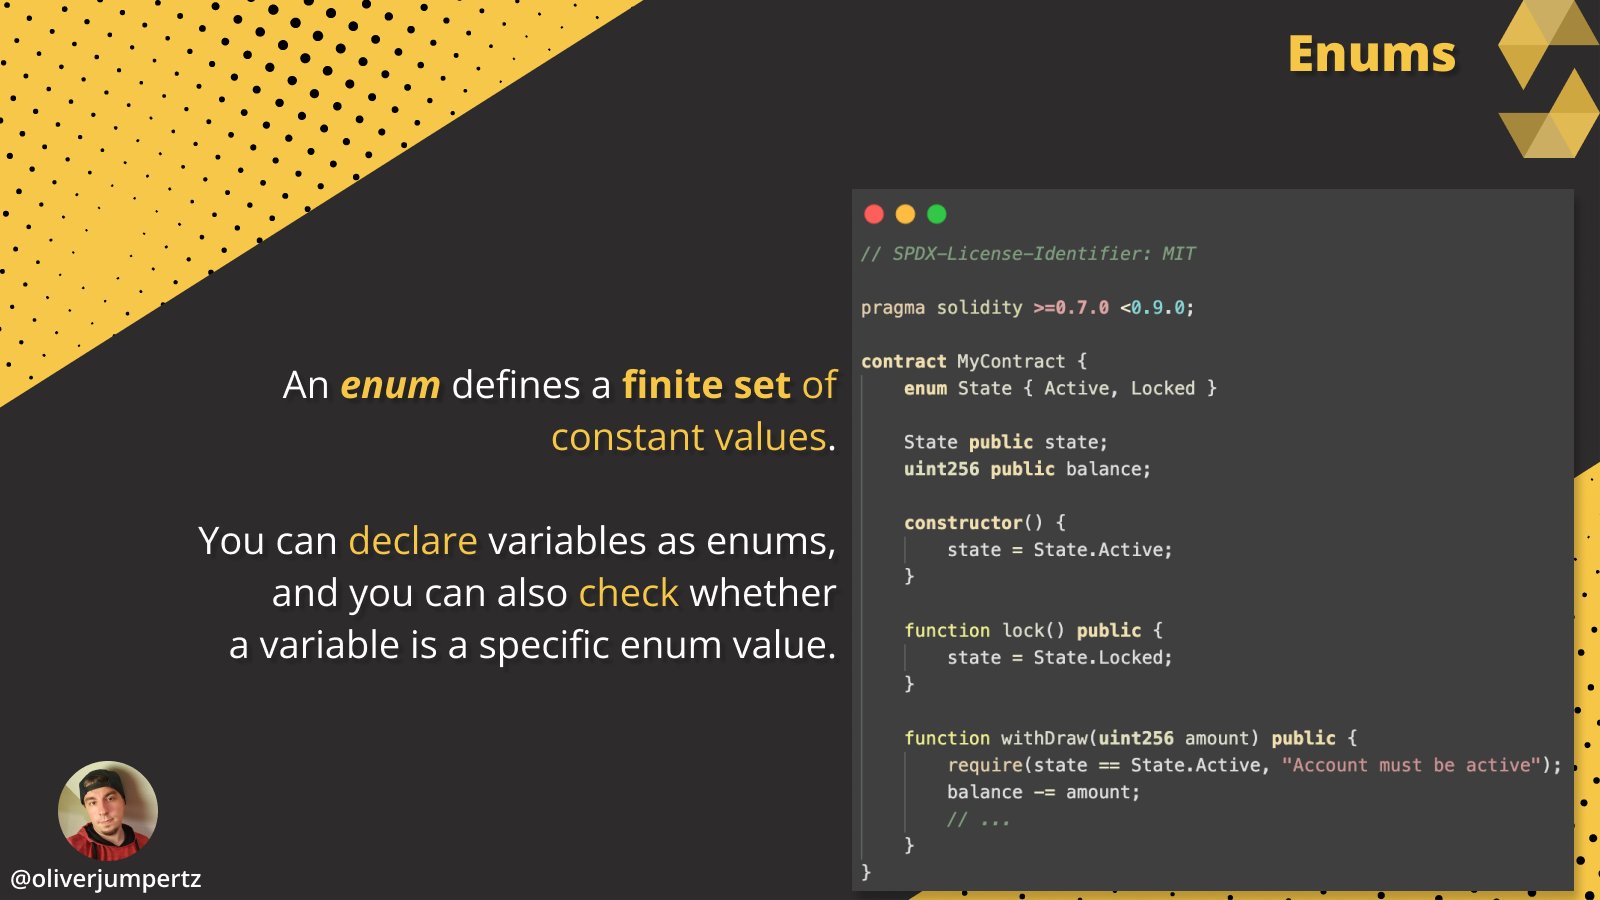 Enums
An enum defines a finite set of
constant values.
You can declare variables as enums,
and you can also check whether
a variable is a specific enum value.
@oliverjumpertz
// SPDX-License-Identifier: MIT
pragma solidity >=0.7.0 <0.9.0;
contract MyContract {
enum State { Active, Locked }
State public state;
uint256 public balance;
constructor() {
state = State.Active;
}
function lock() public {
state = State.Locked;
}
function withDraw(uint256 amount) public {
require(state == State.Active, "Account must be active");
balance -= amount;
// ...
}
}